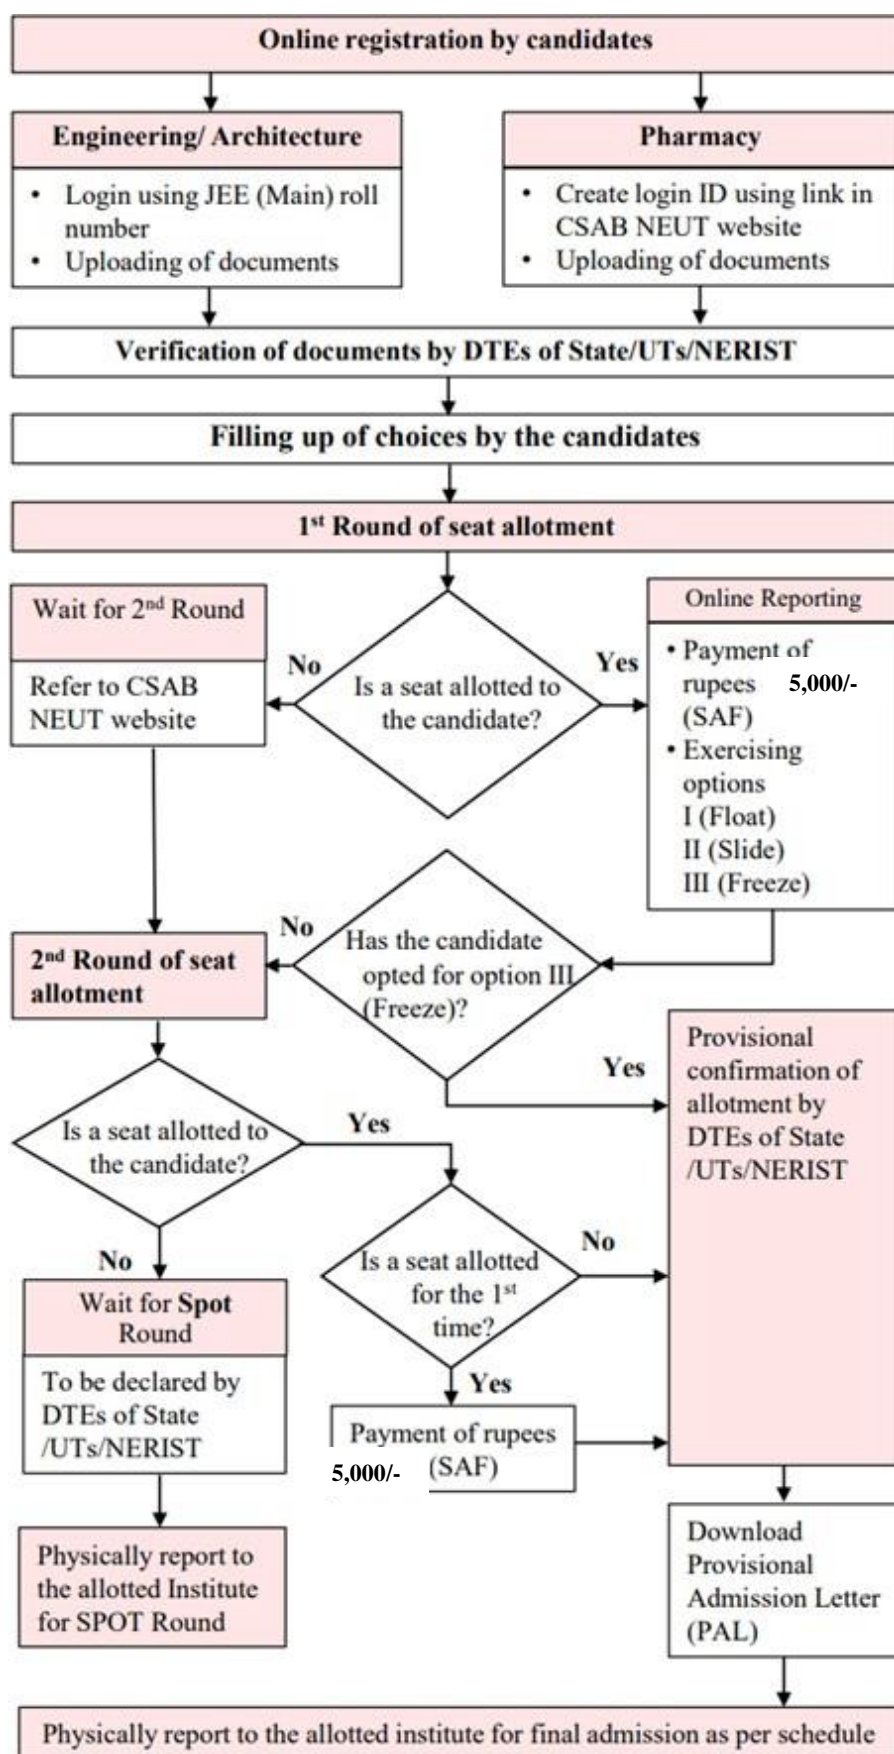 Online registration by candidates
Engineering/ Architecture
• Login using JEE (Main) roll
number
• Uploading of documents
Pharmacy
• Create login ID using link in
CSAB NEUT website
• Uploading of documents
Verification of documents by DTEs of State/UTs/NERIST
Filling up of choices by the candidates
1st Round of seat allotment
Wait for 2nd Round
Refer to CSAB
NEUT website
No
Is a seat allotted to
the candidate?
Yes
Online Reporting
• Payment of
rupees 5,000/-
(SAF)
• Exercising
options
I (Float)
II (Slide)
III (Freeze)
No
Has the candidate
opted for option III
(Freeze)?
Yes
2nd Round of seat
allotment
Provisional
confirmation of
allotment by
DTEs of State
/UTs/NERIST
Is a seat allotted to
the candidate?
Yes
No
Is a seat allotted
for the 1st
time?
No
Yes
Wait for Spot
Round
To be declared by
DTEs of State
/UTs/NERIST
Payment of rupees
5,000/- (SAF)
Physically report to
the allotted Institute
for SPOT Round
Download
Provisional
Admission Letter
(PAL)
Physically report to the allotted institute for final admission as per schedule